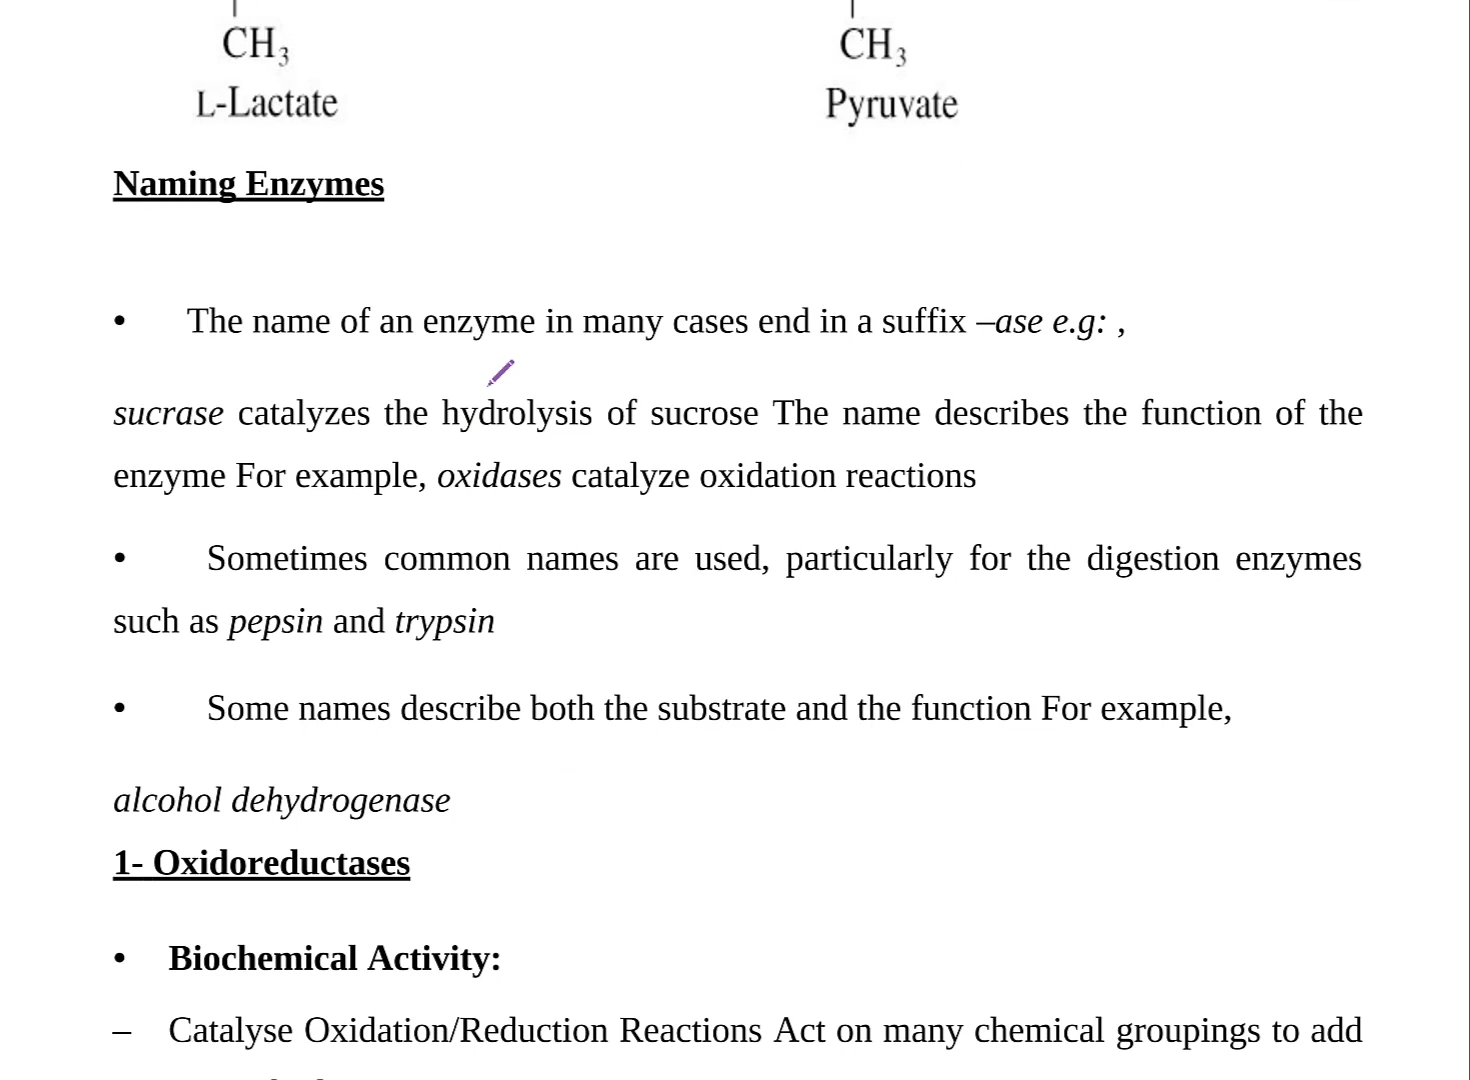 CH3 CH3
L-Lactate Pyruvate
Naming Enzymes
• The name of an enzyme in many cases end in a suffix –ase e.g: ,
sucrase catalyzes the hydrolysis of sucrose The name describes the function of the
enzyme For example, oxidases catalyze oxidation reactions
• Sometimes common names are used, particularly for the digestion enzymes
such as pepsin and trypsin
• Some names describe both the substrate and the function For example,
alcohol dehydrogenase
1- Oxidoreductases
• Biochemical Activity:
– Catalyse Oxidation/Reduction Reactions Act on many chemical groupings to add